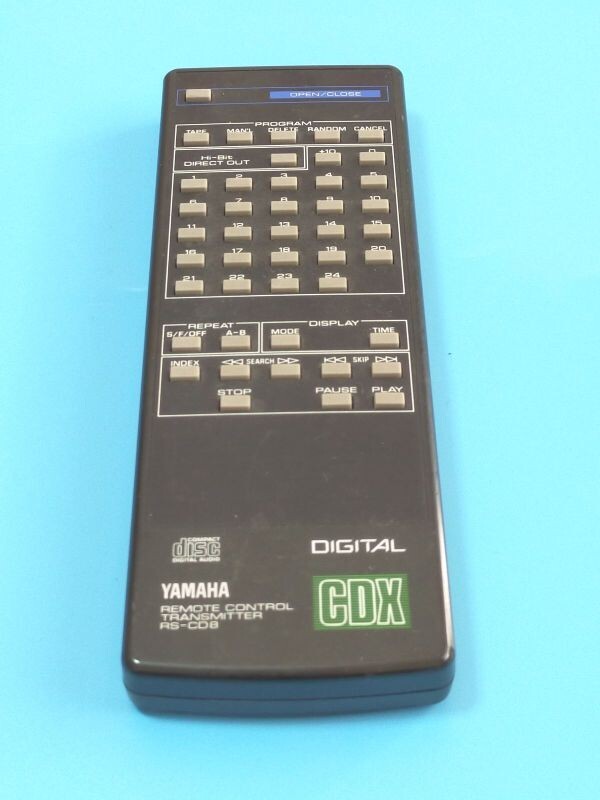 OPEN/CLOSE
PROGRAM
TAPE MAN'L DELETE RANDOM CANCEL
Hi-Bit
DIRECT OUT
+10 0
1 2 3 4 5
6 7 8 9 10
11 12 13 14 15
16 17 18 19 20
21 22 23 24
REPEAT DISPLAY
S/F/OFF A-B MODE TIME
INDEX SEARCH SKIP
STOP PAUSE PLAY
COMPACT
disc
DIGITAL AUDIO
DIGITAL
YAMAHA
CDX
REMOTE CONTROL
TRANSMITTER
RS-CD8